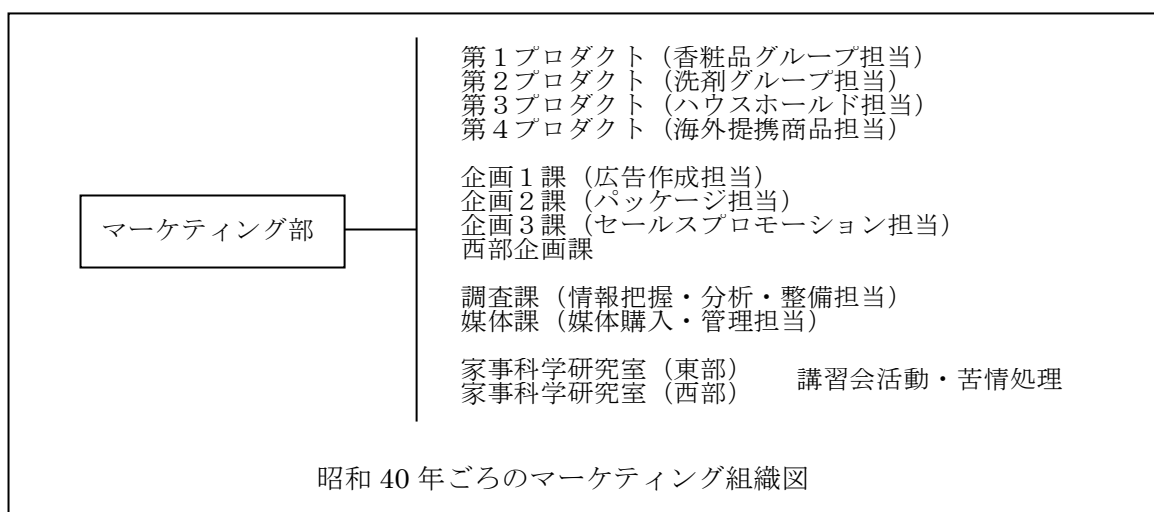 マーケティング部
第１プロダクト（香粧品グループ担当）
第２プロダクト（洗剤グループ担当）
第３プロダクト（ハウスホールド担当）
第４プロダクト（海外提携商品担当）
企画１課（広告作成担当）
企画２課（パッケージ担当）
企画３課（セールスプロモーション担当）
西部企画課
調査課（情報把握・分析・整備担当）
媒体課（媒体購入・管理担当）
家事科学研究室（東部）
家事科学研究室（西部）
講習会活動・苦情処理
昭和 40 年ごろのマーケティング組織図